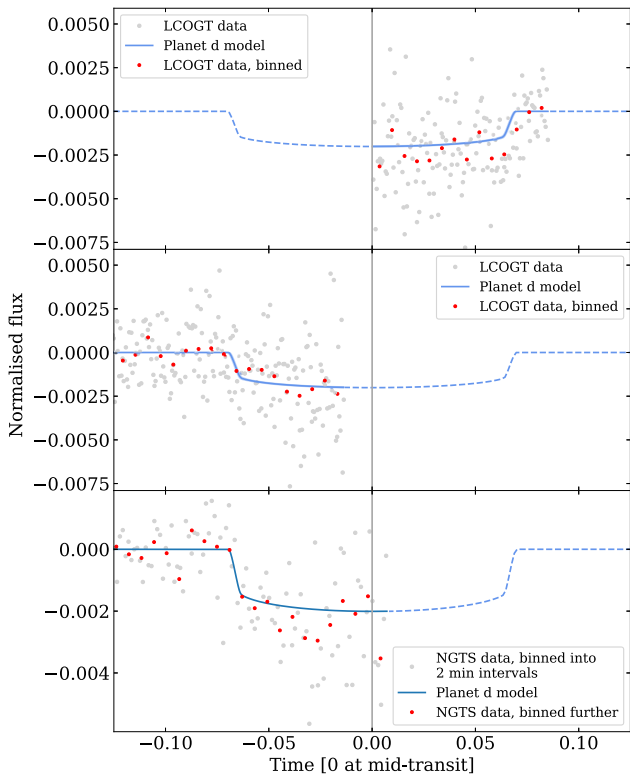 0.0050
0.0025
0.0000
−0.0025
−0.0050
−0.0075
LCOGT data
Planet d model
LCOGT data, binned
0.0050
0.0025
0.0000
−0.0025
−0.0050
−0.0075
LCOGT data
Planet d model
LCOGT data, binned
Normalised flux
0.000
−0.002
−0.004
NGTS data, binned into
2 min intervals
Planet d model
NGTS data, binned further
−0.10
−0.05
0.00
0.05
0.10
Time [0 at mid-transit]